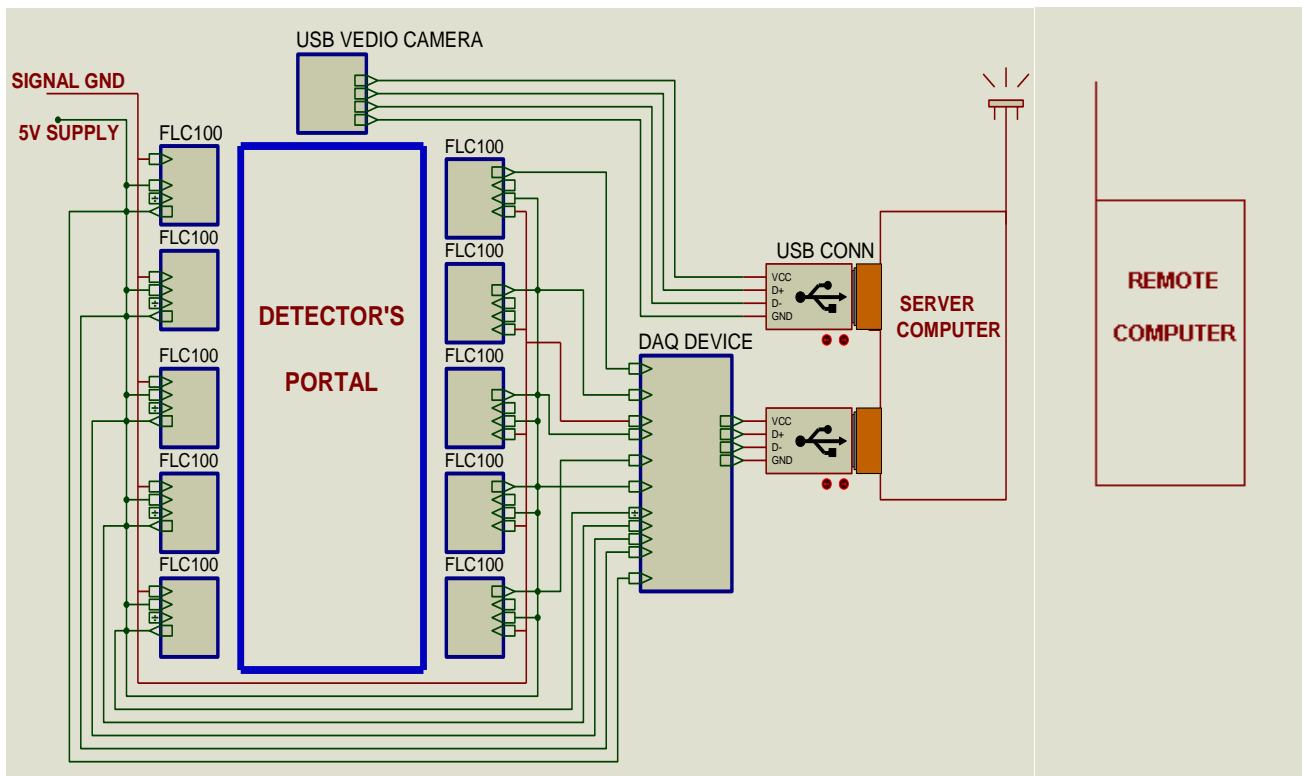 USB VEDIO CAMERA
SIGNAL GND
5V SUPPLY
FLC100
FLC100
FLC100
FLC100
FLC100
FLC100
FLC100
FLC100
FLC100
FLC100
DETECTOR'S
PORTAL
DAQ DEVICE
USB CONN
VCC
D+
D-
GND
VCC
D+
D-
GND
SERVER
COMPUTER
REMOTE
COMPUTER